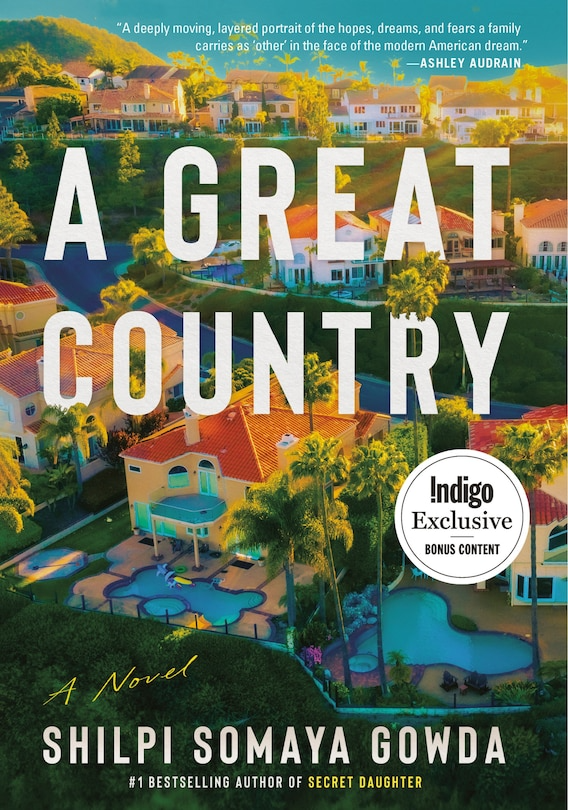 “A deeply moving, layered portrait of the hopes, dreams, and fears a family
carries as ‘other’ in the face of the modern American dream.”
—ASHLEY AUDRAIN
A GREAT
COUNTRY
!ndigo
Exclusive
BONUS CONTENT
A Novel
SHILPI SOMAYA GOWDA
#1 BESTSELLING AUTHOR OF SECRET DAUGHTER